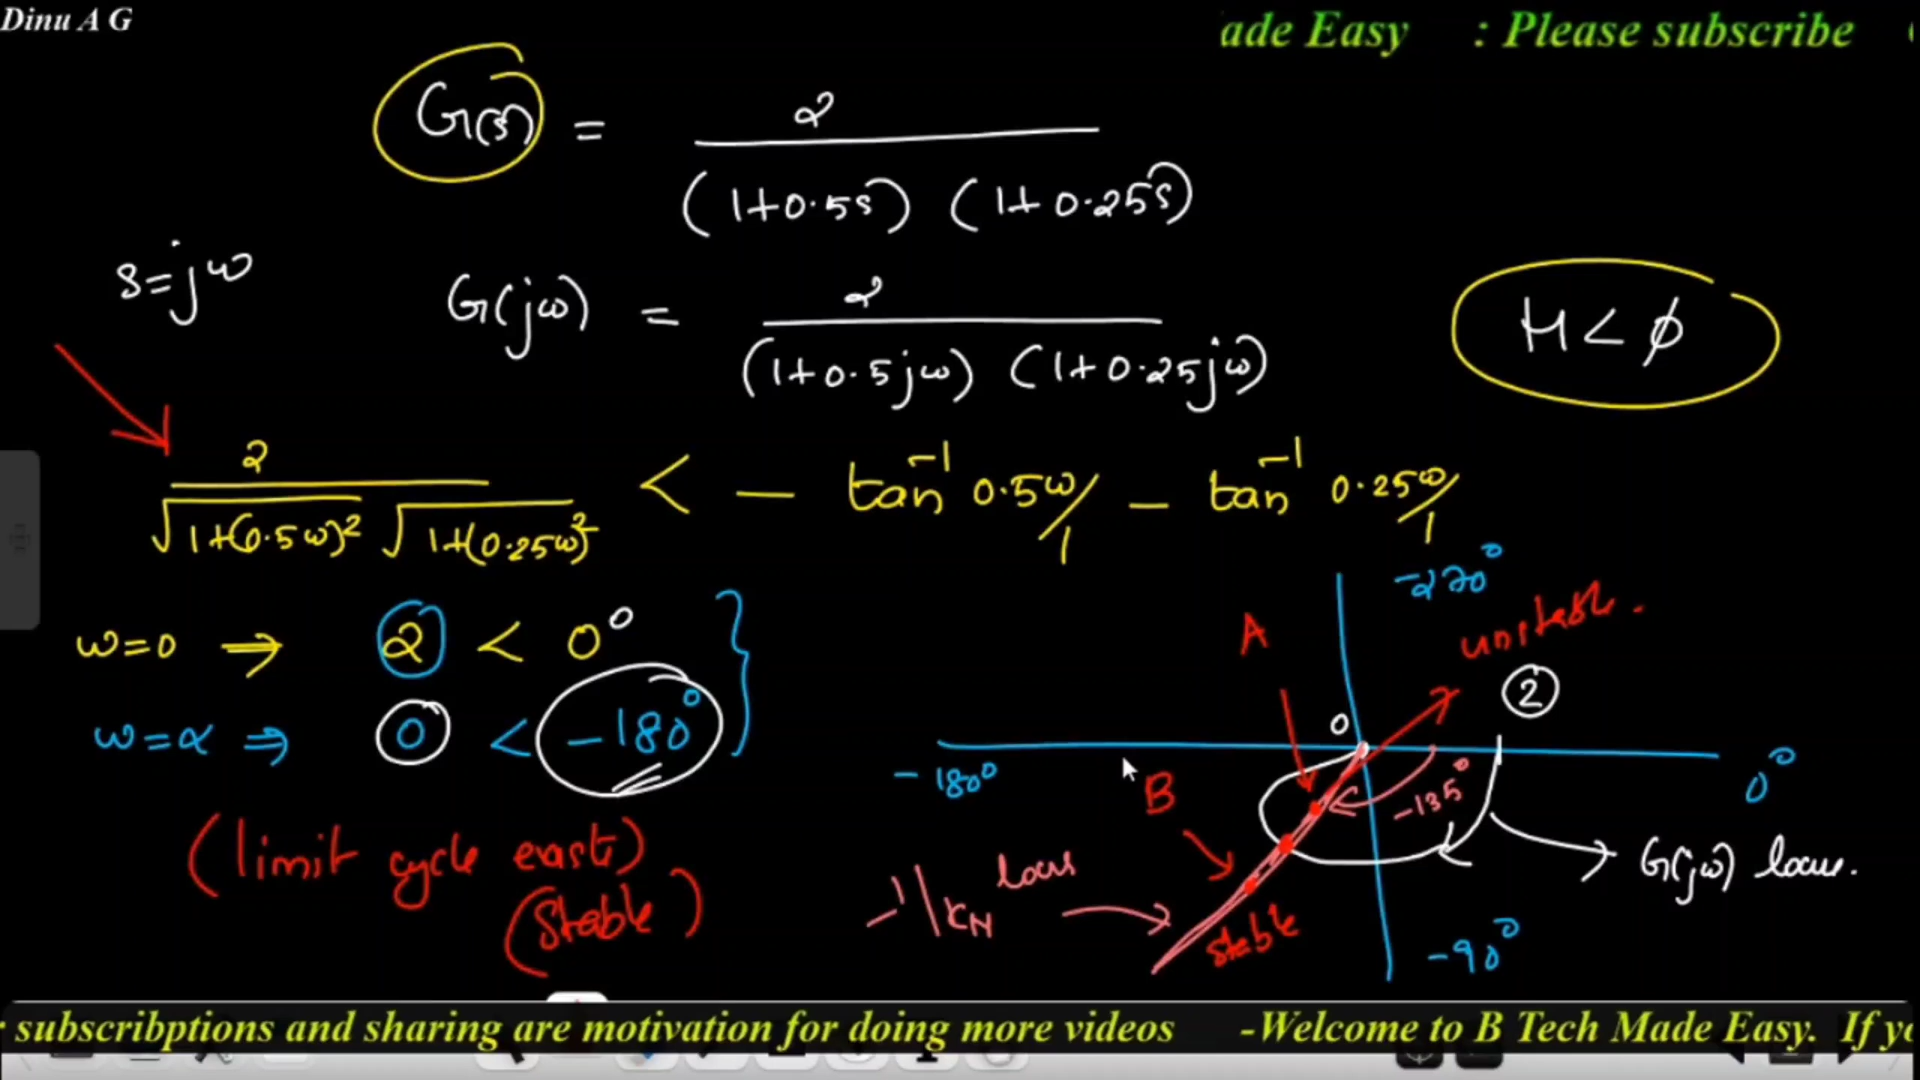 Dinu A G
ade Easy : Please subscribe
G(s) = 2 / (1+0.5s) (1+0.25s)
s=jω
G(jω) = 2 / (1+0.5jω) (1+0.25jω)
M < φ
2 / √1+(0.5ω)² √1+(0.25ω)² < - tan⁻¹ 0.5ω/1 - tan⁻¹ 0.25ω/1
ω=0 ⇒ 2 < 0°
ω=α ⇒ 0 < -180°
(limit cycle exist)
(Stable)
-270°
A
unstable.
2
0
-180°
0°
B
-135°
G(jω) locus.
-1/KN locus
stable
-90°
r subscribptions and sharing are motivation for doing more videos -Welcome to B Tech Made Easy. If yo